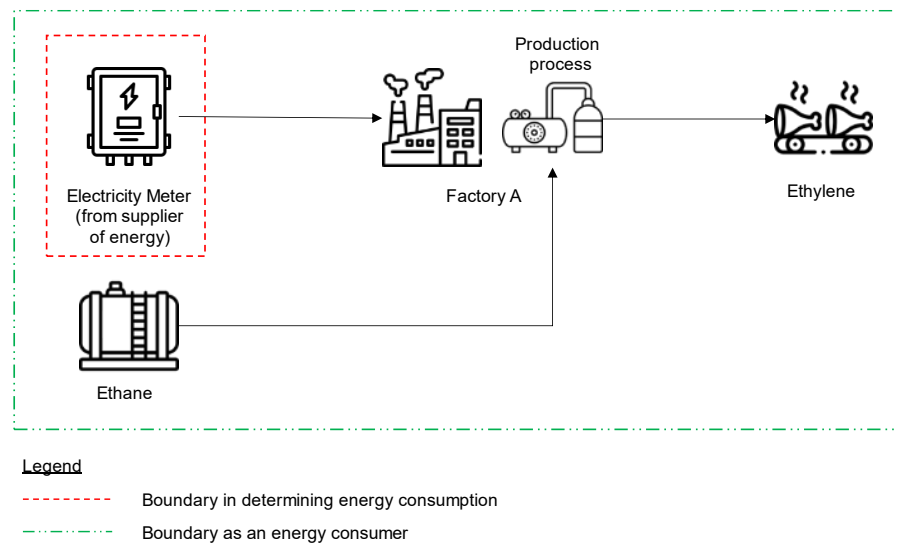 Production
process
Electricity Meter
(from supplier
of energy)
Factory A
Ethylene
Ethane
Legend
Boundary in determining energy consumption
Boundary as an energy consumer